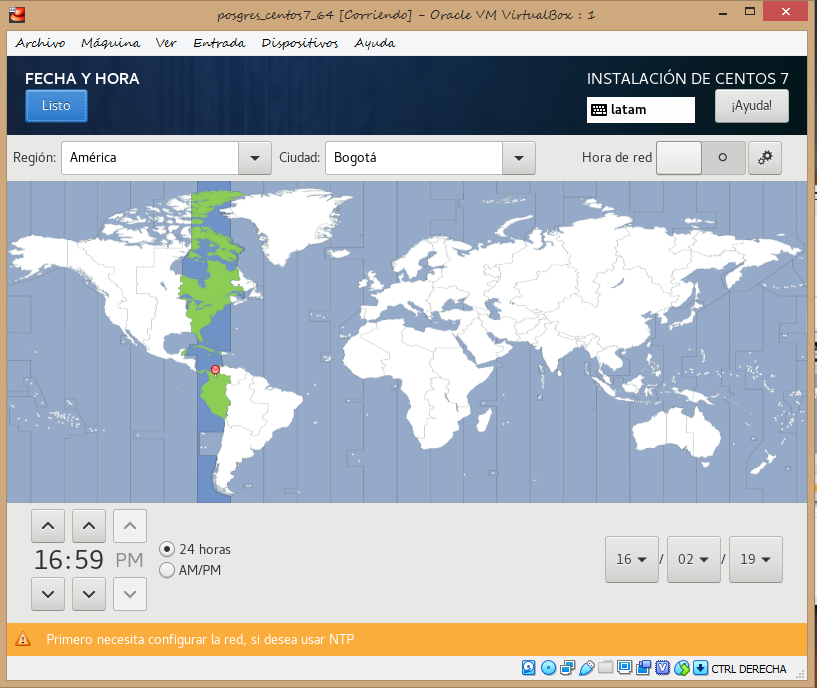 posgres_centos7_64 [Corriendo] - Oracle VM VirtualBox : 1
Archivo Máquina Ver Entrada Dispositivos Ayuda
FECHA Y HORA
INSTALACIÓN DE CENTOS 7
Listo
latam
¡Ayuda!
Región: América Ciudad: Bogotá Hora de red
16:59 PM
24 horas
AM/PM
16 / 02 / 19
Primero necesita configurar la red, si desea usar NTP
CTRL DERECHA